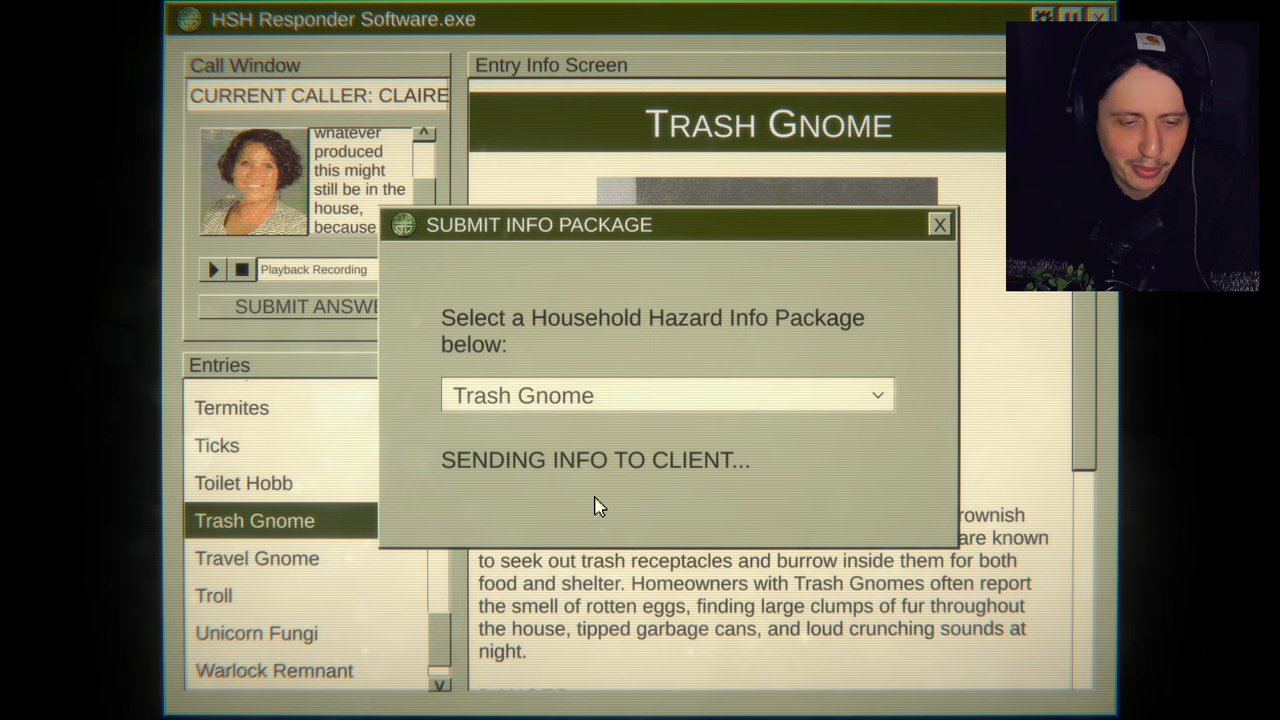 HSH Responder Software.exe
Call Window
CURRENT CALLER: CLAIRE
whatever
produced
this might
still be in the
house,
because
Playback Recording
SUBMIT ANSWE
Entries
Termites
Ticks
Toilet Hobb
Trash Gnome
Travel Gnome
Troll
Unicorn Fungi
Warlock Remnant
Entry Info Screen
TRASH GNOME
SUBMIT INFO PACKAGE
X
Select a Household Hazard Info Package
below:
Trash Gnome
SENDING INFO TO CLIENT...
rownish
are known
to seek out trash receptacles and burrow inside them for both
food and shelter. Homeowners with Trash Gnomes often report
the smell of rotten eggs, finding large clumps of fur throughout
the house, tipped garbage cans, and loud crunching sounds at
night.